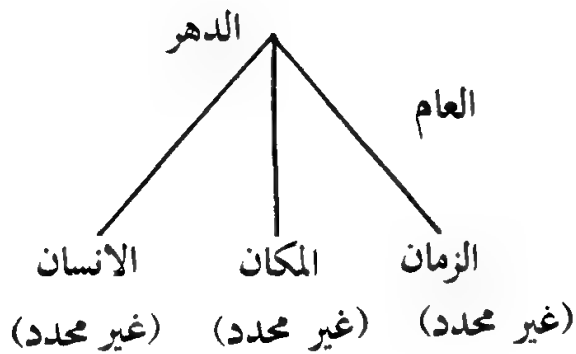 الدهر
العام
الزمان المكان الانسان
(غير محدد) (غير محدد) (غير محدد)